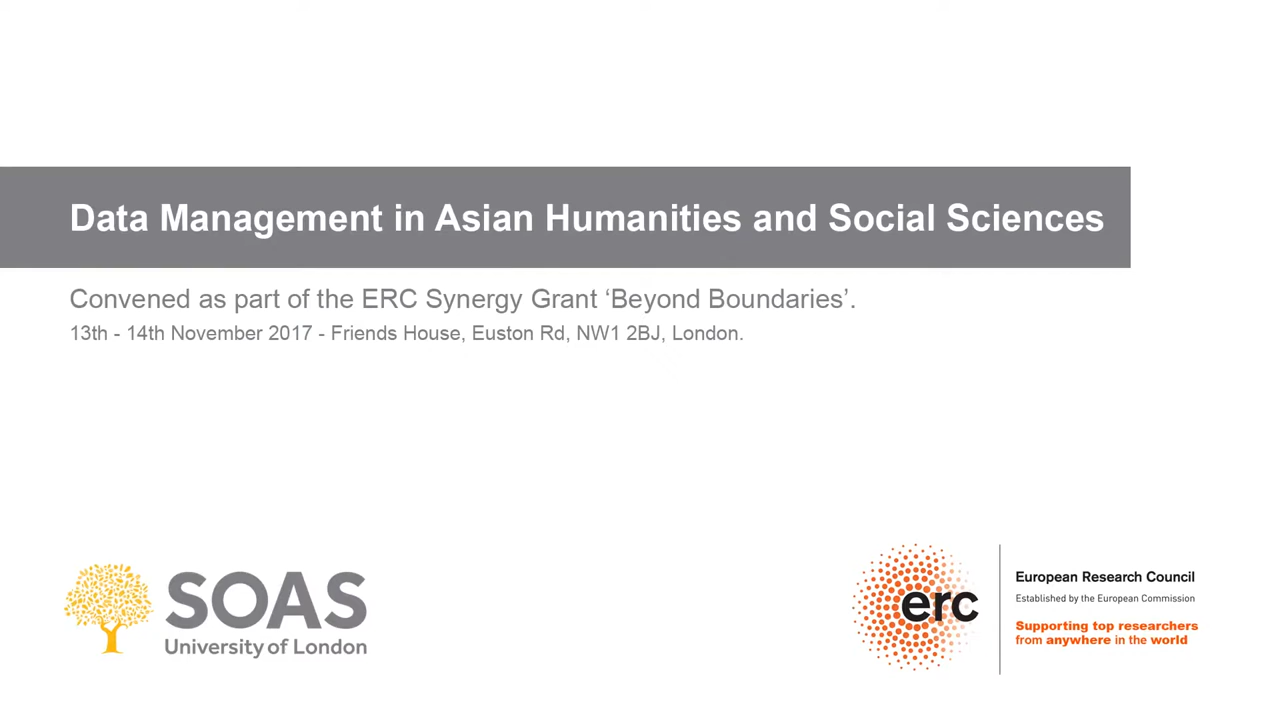 Data Management in Asian Humanities and Social Sciences
Convened as part of the ERC Synergy Grant ‘Beyond Boundaries’.
13th - 14th November 2017 - Friends House, Euston Rd, NW1 2BJ, London.
SOAS
University of London
erc
European Research Council
Established by the European Commission
Supporting top researchers
from anywhere in the world